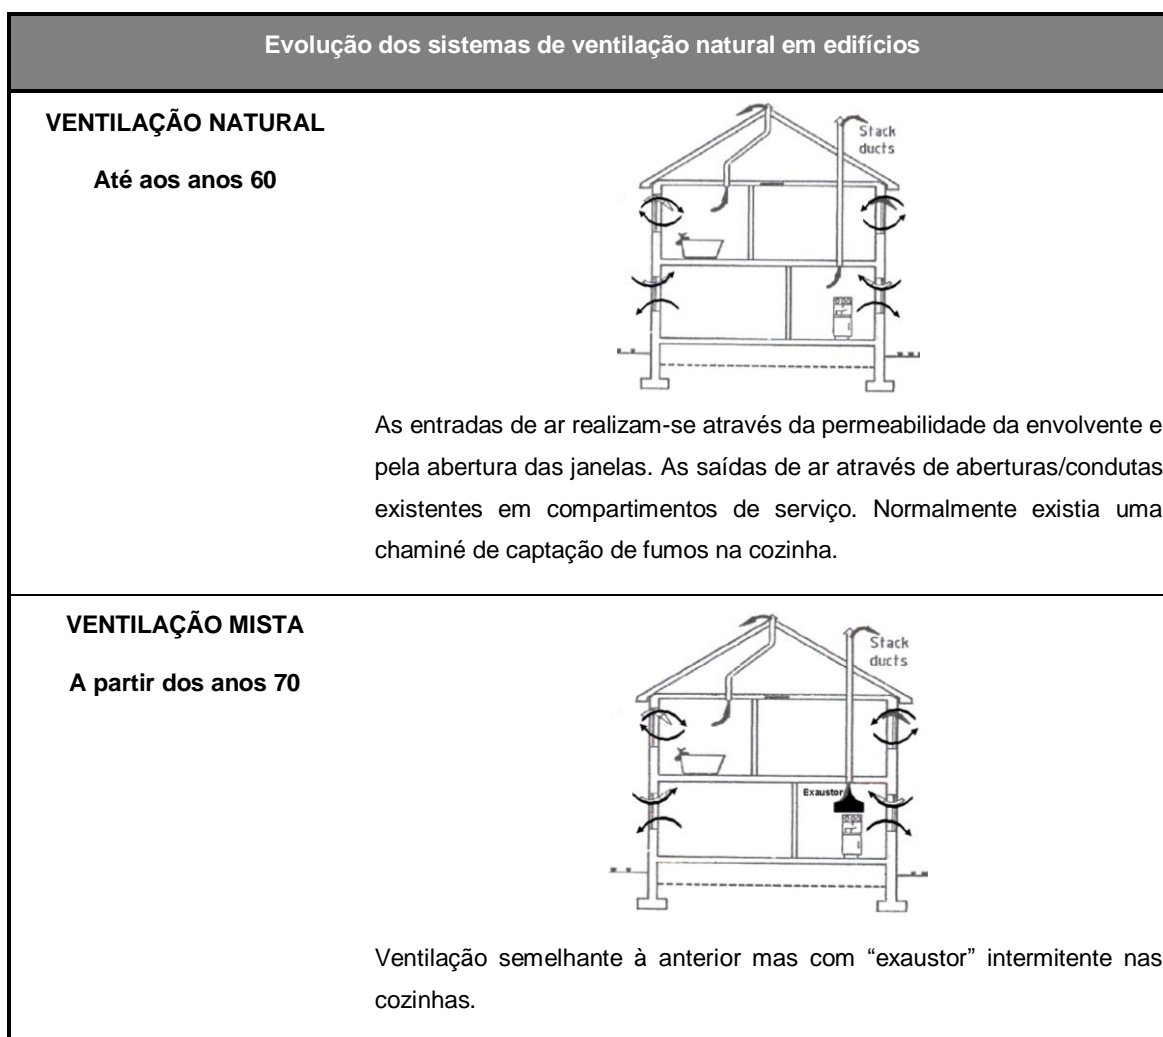 Evolução dos sistemas de ventilação natural em edifícios
VENTILAÇÃO NATURAL
Até aos anos 60
Stack
ducts
As entradas de ar realizam-se através da permeabilidade da envolvente e
pela abertura das janelas. As saídas de ar através de aberturas/condutas
existentes em compartimentos de serviço. Normalmente existia uma
chaminé de captação de fumos na cozinha.
VENTILAÇÃO MISTA
A partir dos anos 70
Stack
ducts
Exaustor
Ventilação semelhante à anterior mas com “exaustor” intermitente nas
cozinhas.